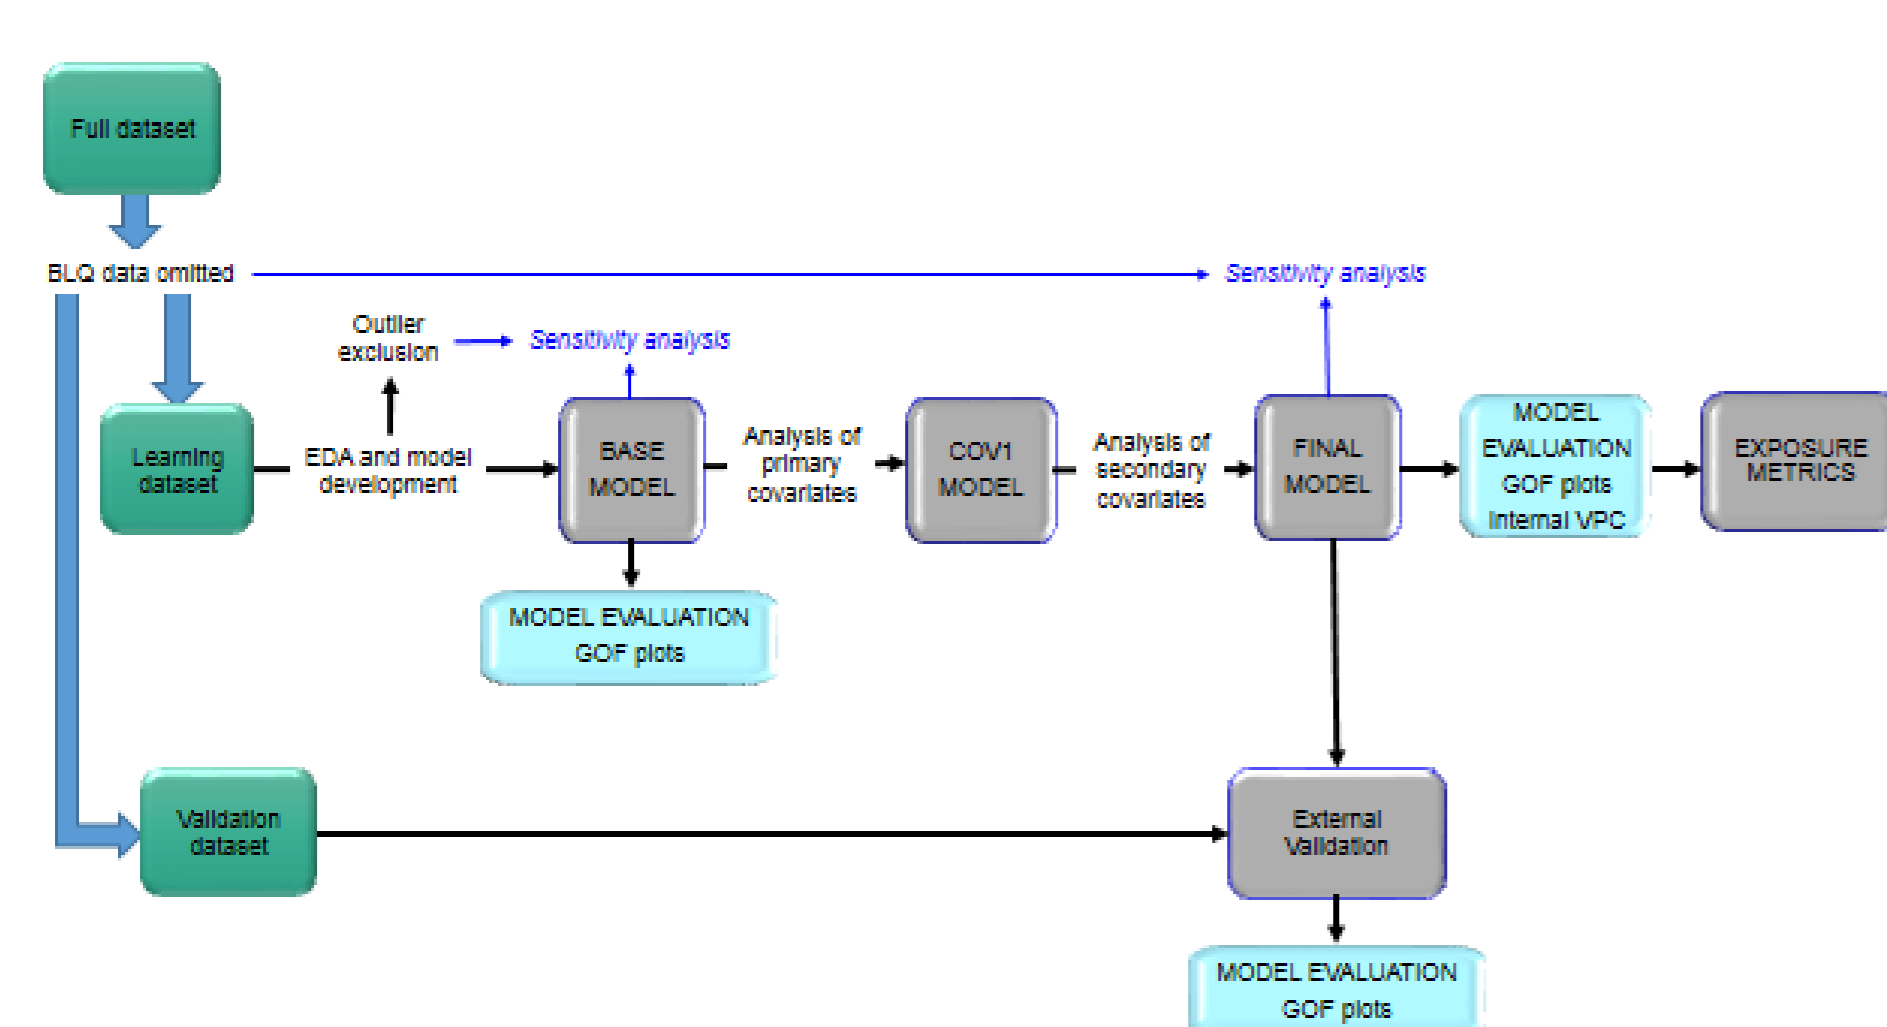 Full dataset
BLQ data omitted
Sensitivity analysis
Outlier
exclusion
Sensitivity analysis
Learning
dataset
EDA and model
development
BASE
MODEL
Analysis of
primary
covariates
COV1
MODEL
Analysis of
secondary
covariates
FINAL
MODEL
MODEL
EVALUATION
GOF plots
Internal VPC
EXPOSURE
METRICS
MODEL EVALUATION
GOF plots
Validation
dataset
External
Validation
MODEL EVALUATION
GOF plots